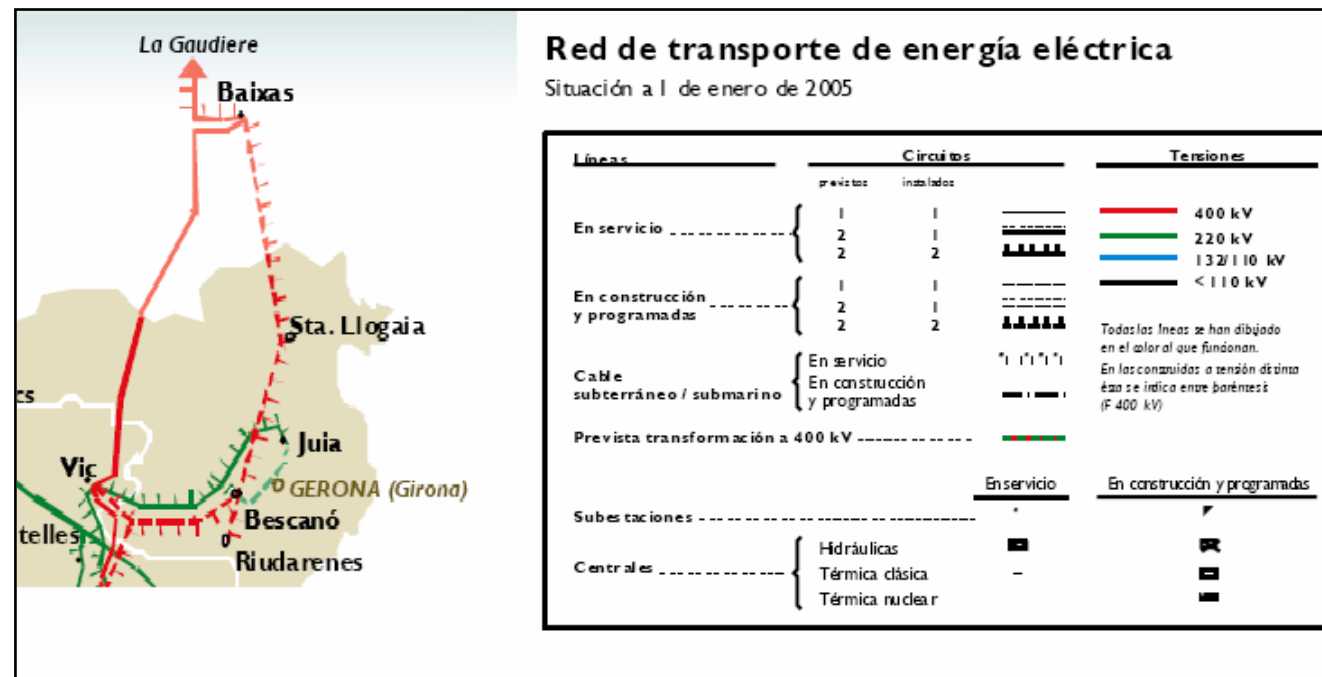 La Gaudiere
Baixas
Sta. Llogaia
cs
Juia
Vic
GERONA (Girona)
Bescanó
telles
Riudarenes
Red de transporte de energía eléctrica
Situación a 1 de enero de 2005
Líneas
Circuitos
Tensiones
previstos
instalados
En servicio
1 1
2 1
2 2
400 kV
220 kV
132/110 kV
< 110 kV
En construcción
y programadas
1 1
2 1
2 2
Todas las líneas se han dibujado
en el color al que funcionan.
En las construidas a tensión distinta
ésta se indica entre paréntesis
(F 400 kV)
Cable
subterráneo / submarino
En servicio
En construcción
y programadas
Prevista transformación a 400 kV
En servicio
En construcción y programadas
Subestaciones
Centrales
Hidráulicas
Térmica clásica
Térmica nuclear